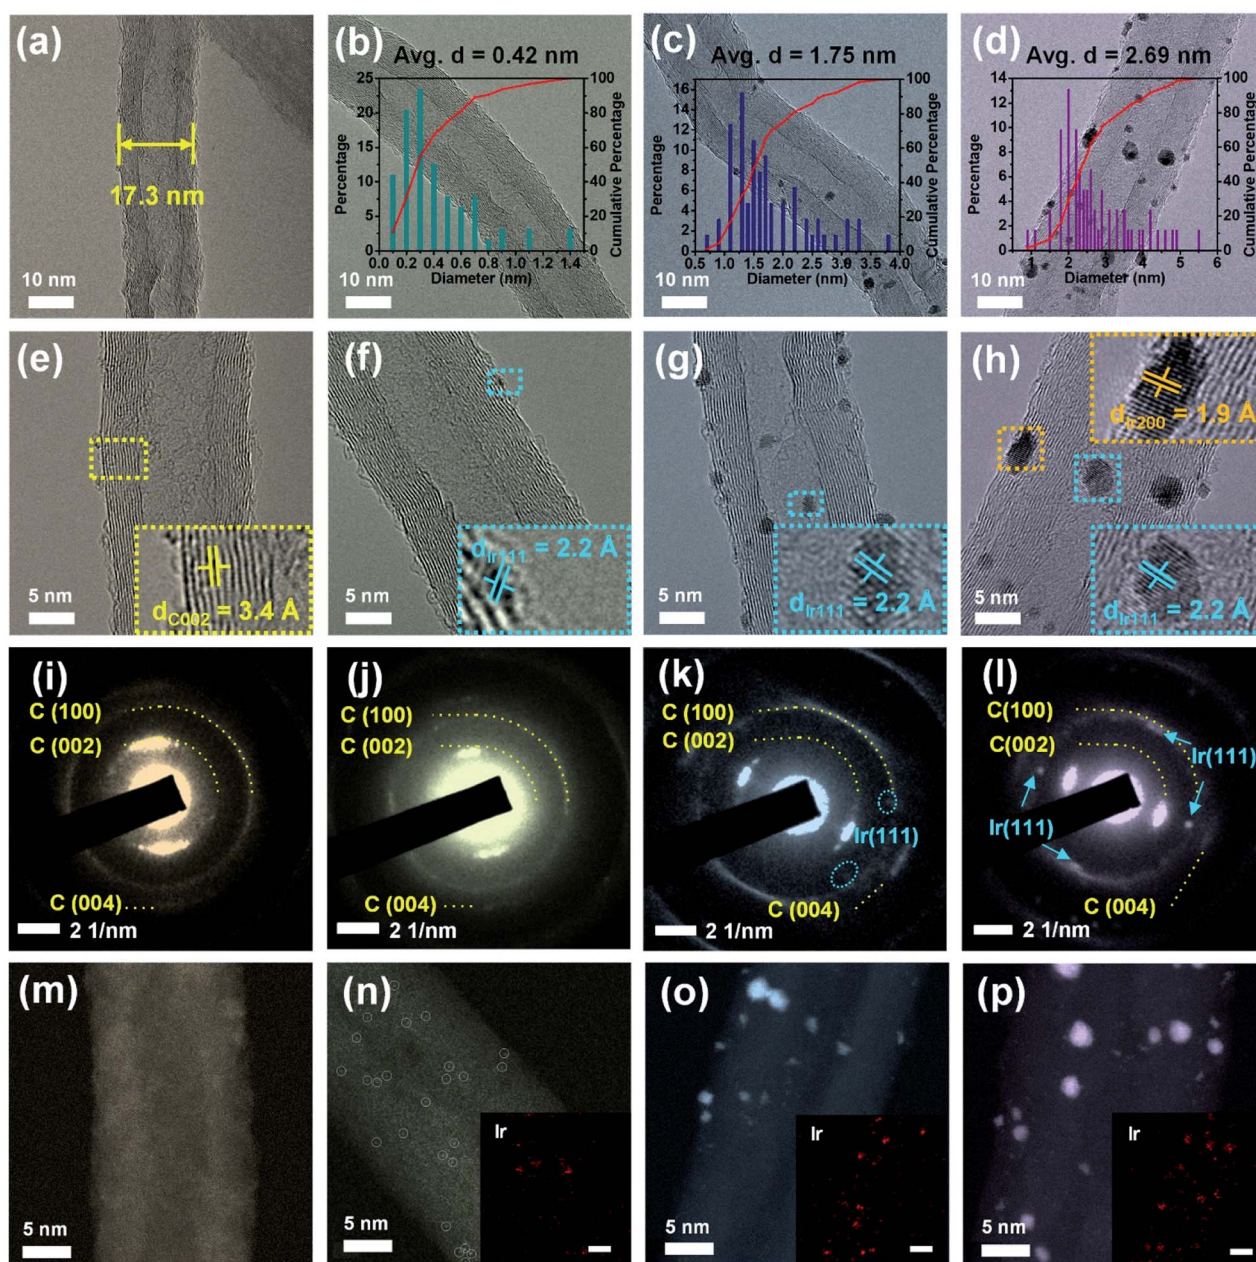 (a)
17.3 nm
10 nm
(b)
Avg. d = 0.42 nm
25
20
15
10
5
0
Percentage
100
80
60
40
20
0
Cumulative Percentage
0.0 0.2 0.4 0.6 0.8 1.0 1.2 1.4
Diameter (nm)
10 nm
(c)
Avg. d = 1.75 nm
16
14
12
10
8
6
4
2
0
Percentage
100
80
60
40
20
0
Cumulative Percentage
0.5 1.0 1.5 2.0 2.5 3.0 3.5 4.0
Diameter (nm)
10 nm
(d)
Avg. d = 2.69 nm
14
12
10
8
6
4
2
0
Percentage
100
80
60
40
20
0
Cumulative Percentage
1 2 3 4 5 6
Diameter (nm)
10 nm
(e)
dC002 = 3.4 Å
5 nm
(f)
dIr111 = 2.2 Å
5 nm
(g)
dIr111 = 2.2 Å
5 nm
(h)
dIr200 = 1.9 Å
dIr111 = 2.2 Å
5 nm
(i)
C (100)
C (002)
C (004)
2 1/nm
(j)
C (100)
C (002)
C (004)
2 1/nm
(k)
C (100)
C (002)
Ir(111)
C (004)
2 1/nm
(l)
C(100)
C(002)
Ir(111)
Ir(111)
C (004)
2 1/nm
(m)
5 nm
(n)
Ir
5 nm
(o)
Ir
5 nm
(p)
Ir
5 nm